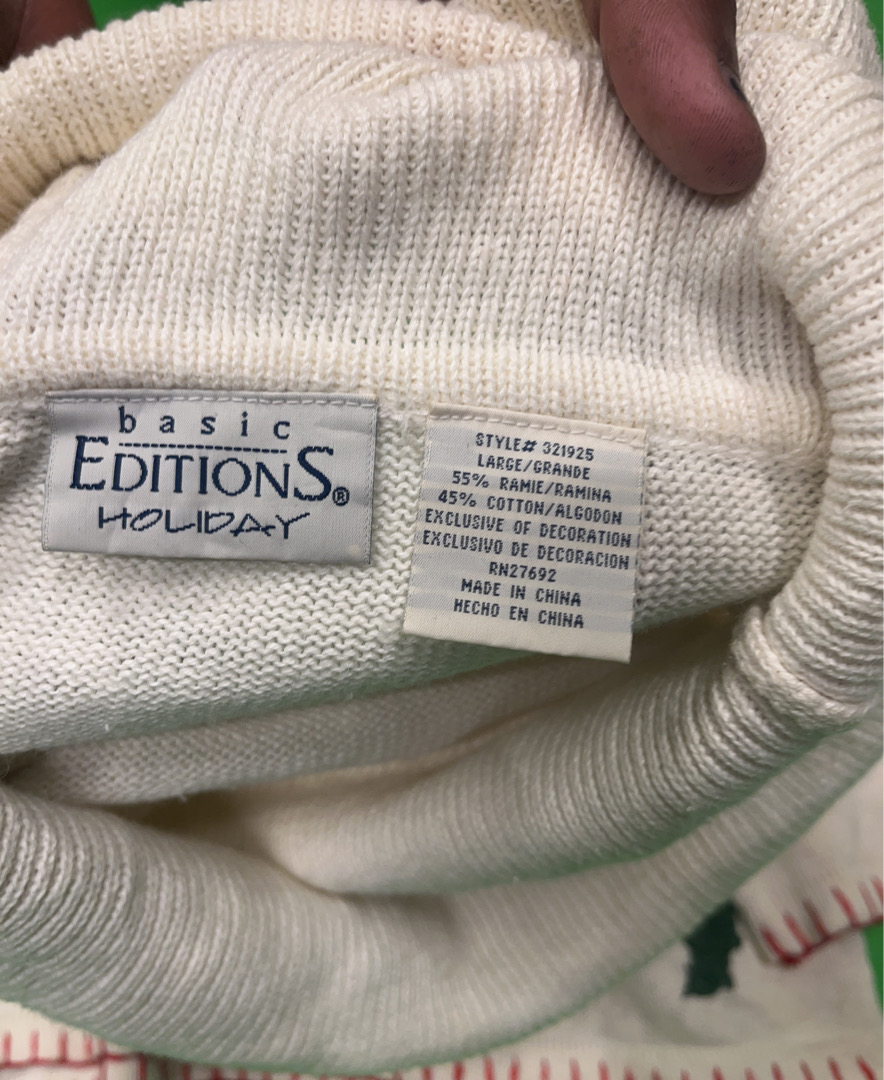 basic
EDITIONS®
HOLIDAY
STYLE# 321925
LARGE/GRANDE
55% RAMIE/RAMINA
45% COTTON/ALGODON
EXCLUSIVE OF DECORATION
EXCLUSIVO DE DECORACION
RN27692
MADE IN CHINA
HECHO EN CHINA